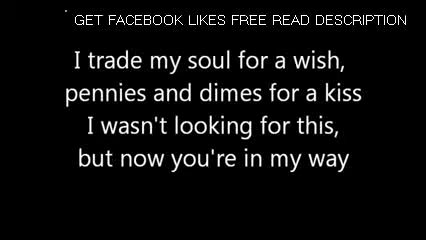 GET FACEBOOK LIKES FREE READ DESCRIPTION
I trade my soul for a wish,
pennies and dimes for a kiss
I wasn't looking for this,
but now you're in my way